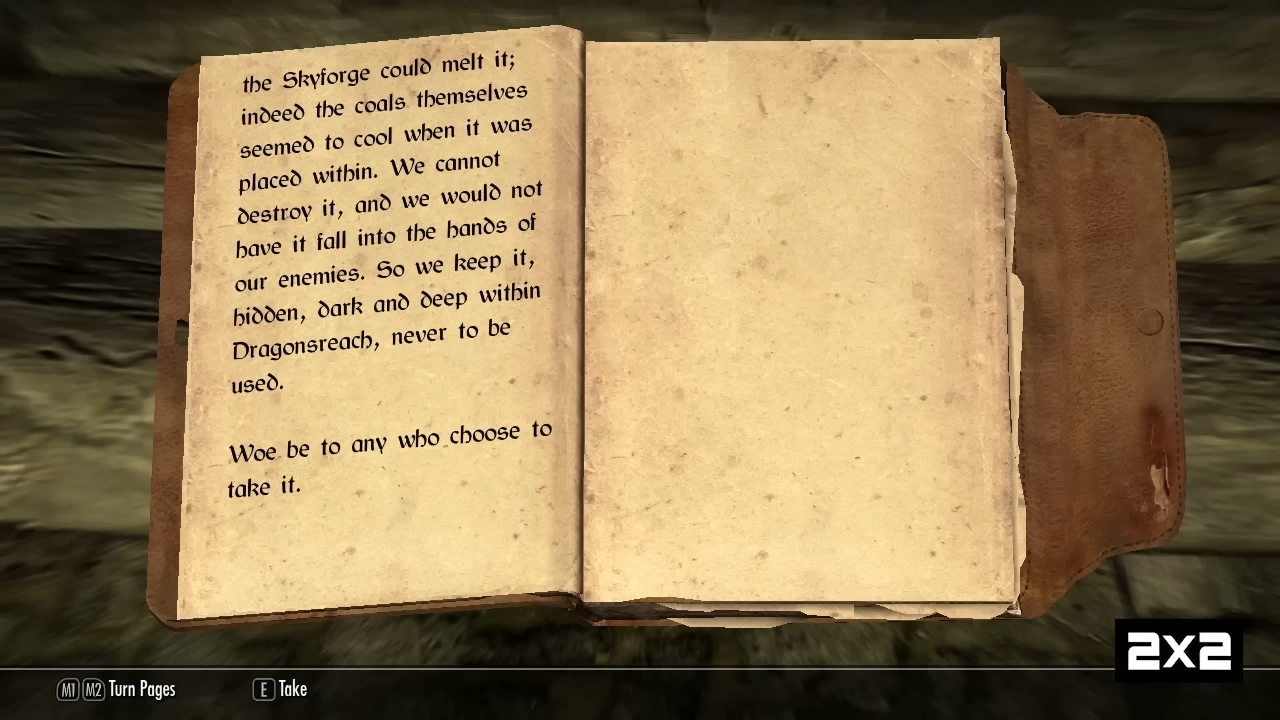 the Skyforge could melt it;
indeed the coals themselves
seemed to cool when it was
placed within. We cannot
destroy it, and we would not
have it fall into the hands of
our enemies. So we keep it,
hidden, dark and deep within
Dragonsreach, never to be
used.
Woe be to any who choose to
take it.
2x2
M1 M2 Turn Pages
E Take